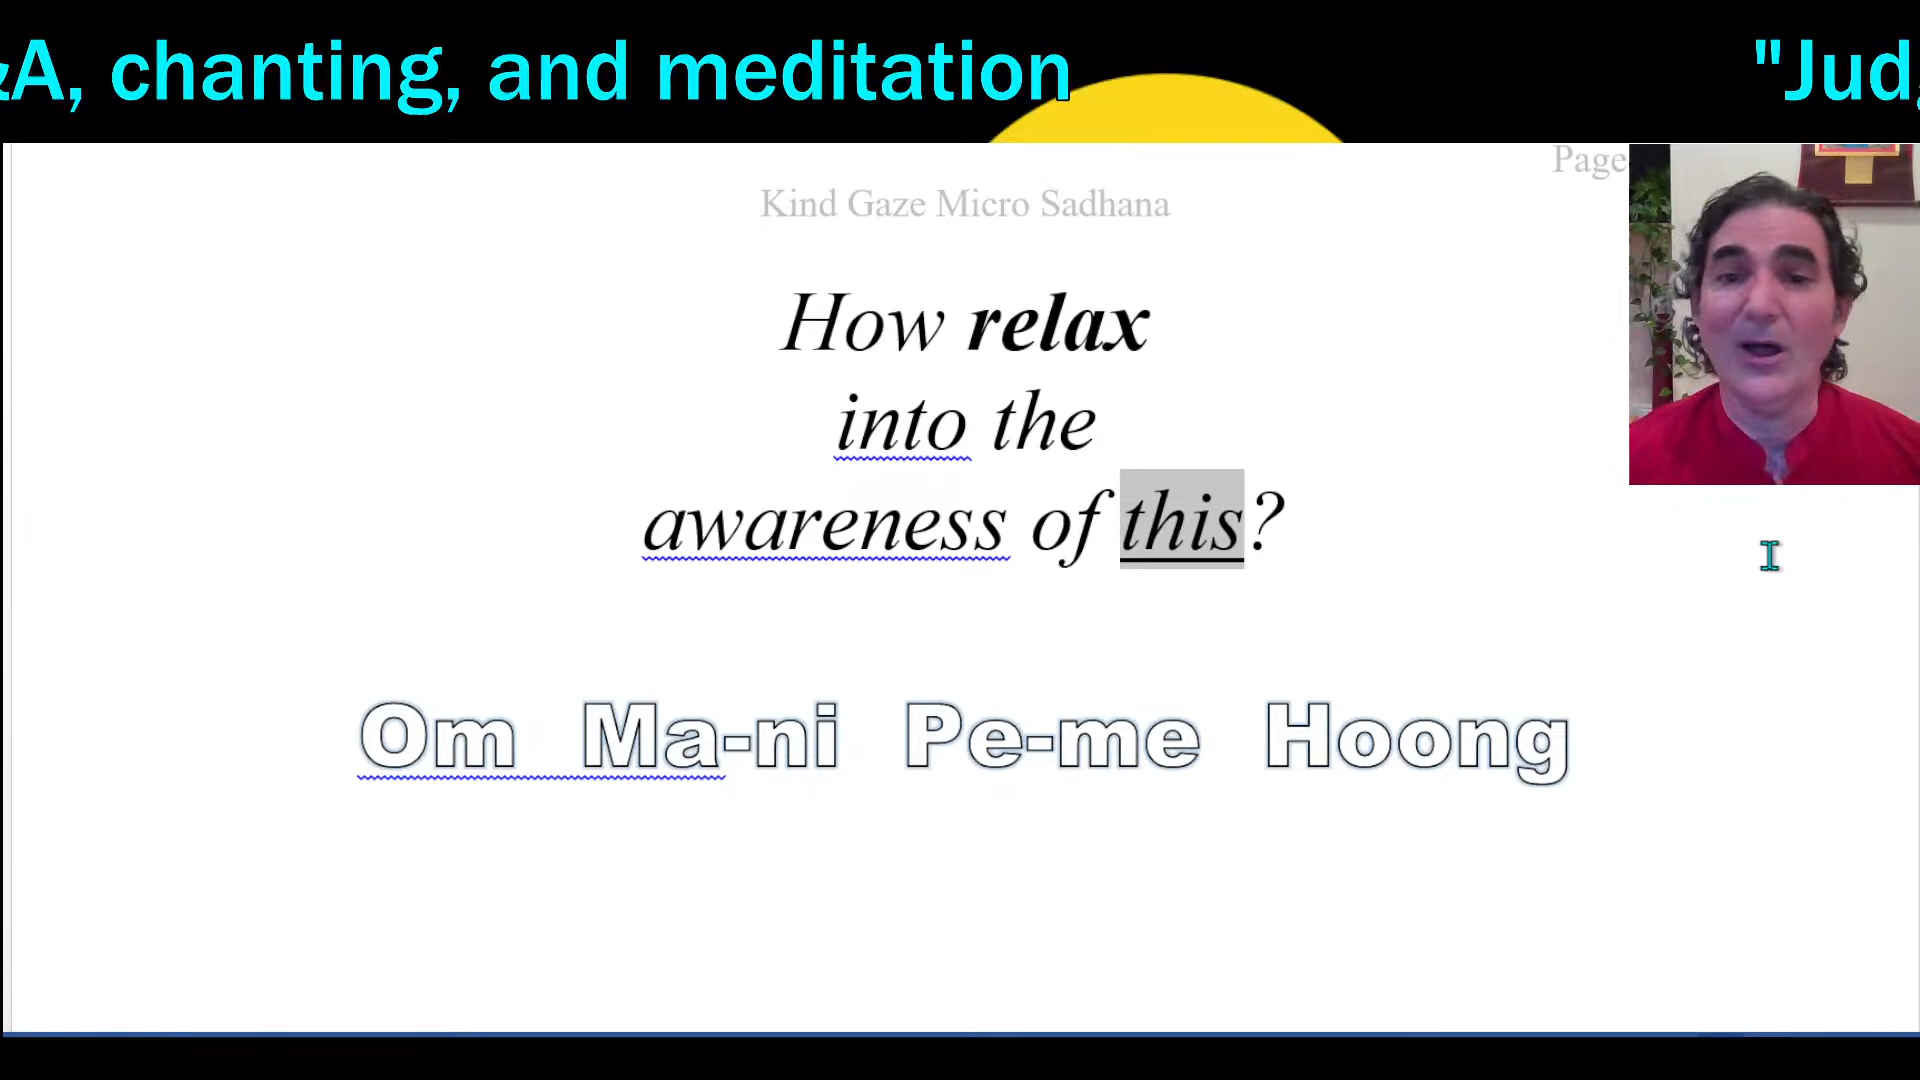 &A, chanting, and meditation "Judg
Page
Kind Gaze Micro Sadhana
How relax
into the
awareness of this?
Om Ma-ni Pe-me Hoong